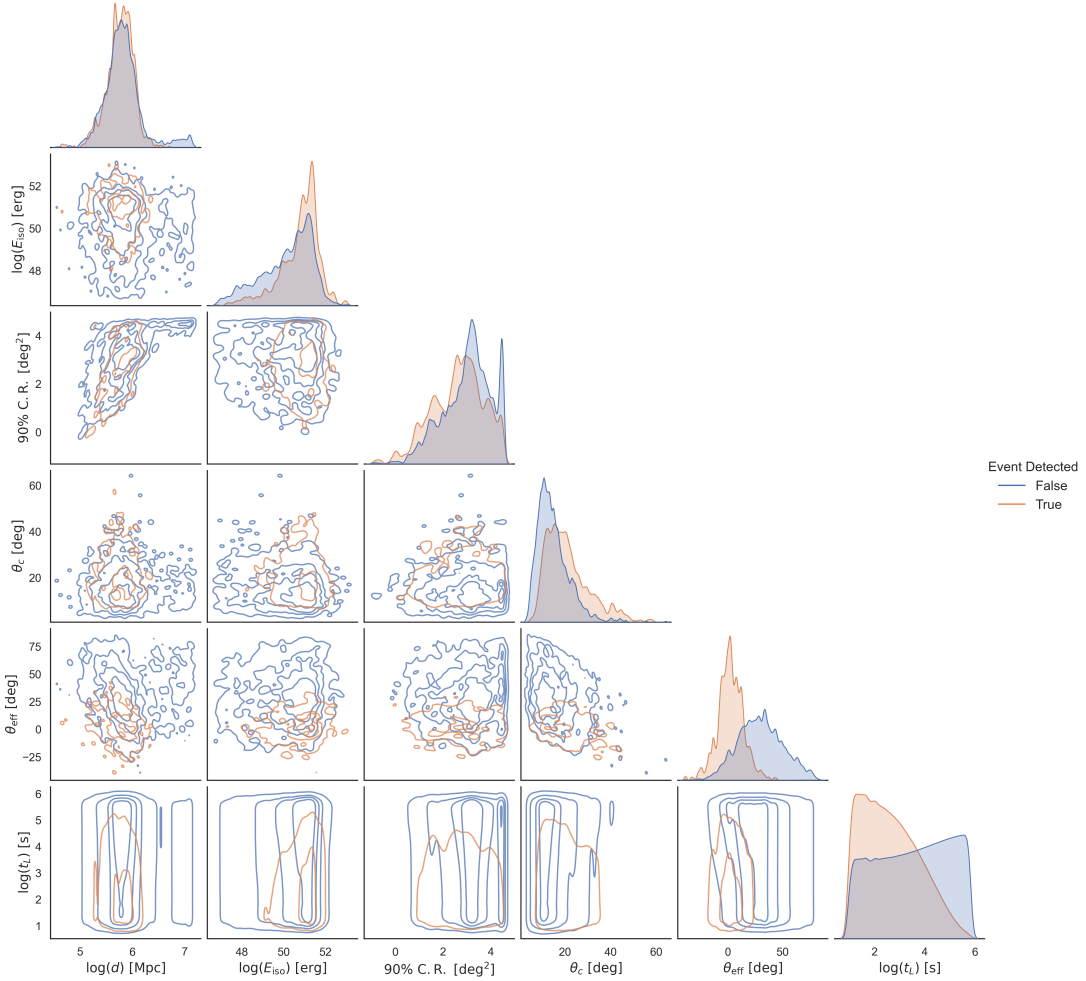 log(E_iso) [erg]
52
50
48
90% C. R. [deg²]
4
2
0
θ_c [deg]
60
40
20
θ_eff [deg]
75
50
25
0
−25
log(t_L) [s]
6
5
4
3
2
1
5 6 7
48 50 52
0 2 4
20 40 60
0 50
2 4 6
log(d) [Mpc]
log(E_iso) [erg]
90% C. R. [deg²]
θ_c [deg]
θ_eff [deg]
log(t_L) [s]
Event Detected
False
True